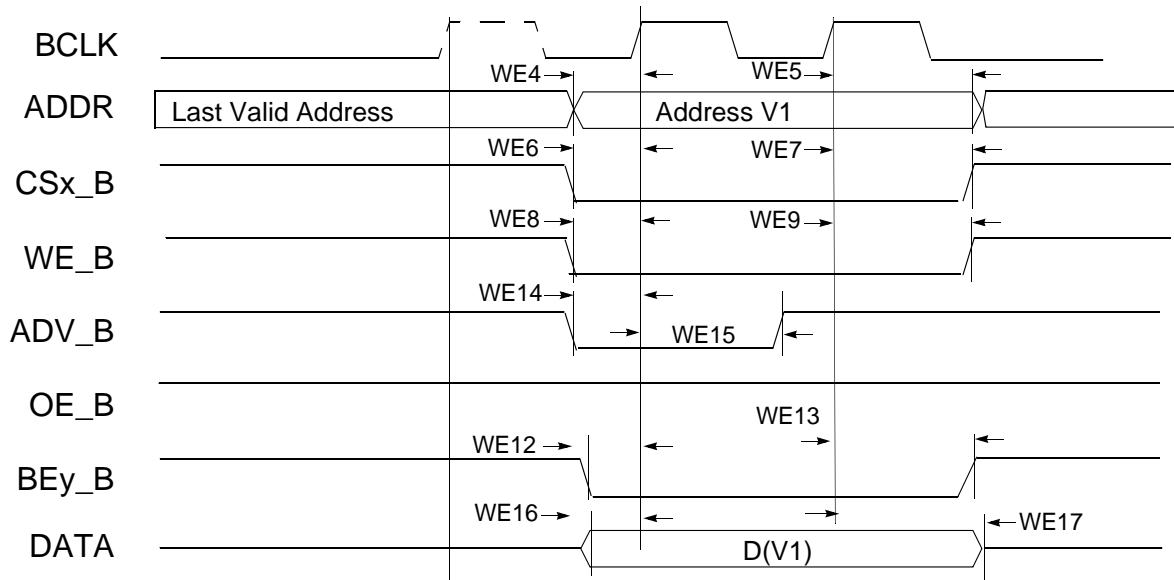 BCLK
WE4 WE5
ADDR Last Valid Address Address V1
WE6 WE7
CSx_B
WE8 WE9
WE_B
WE14
ADV_B WE15
OE_B
WE12 WE13
BEy_B
WE16 WE17
DATA D(V1)